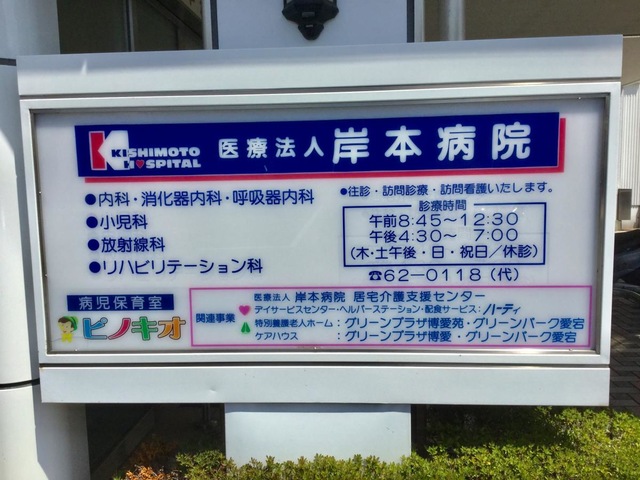 KISHIMOTO
HOSPITAL
医療法人 岸本病院
●内科・消化器内科・呼吸器内科
●小児科
●放射線科
●リハビリテーション科
●往診・訪問診療・訪問看護いたします。
診療時間
午前8:45〜12:30
午後4:30〜 7:00
(木・土午後・日・祝日/休診)
☎62-0118(代)
病児保育室
ピノキオ
関連事業
医療法人 岸本病院 居宅介護支援センター
デイサービスセンター・ヘルパーステーション・配食サービス:ハーティ
特別養護老人ホーム:グリーンプラザ博愛苑・グリーンパーク愛宕
ケアハウス :グリーンプラザ博愛・グリーンパーク愛宕